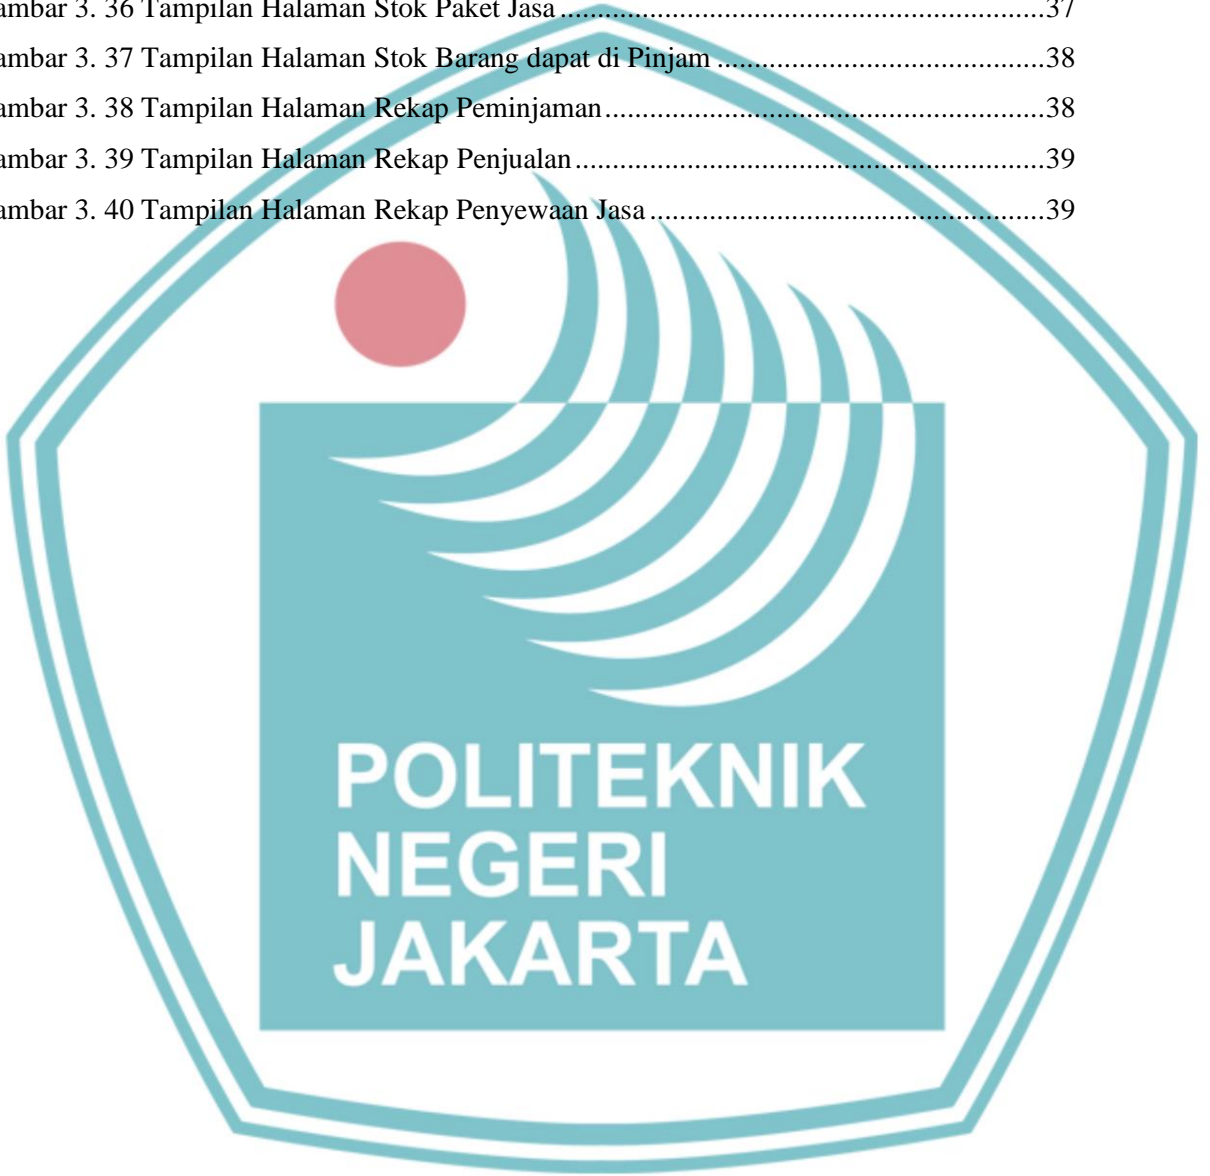 ambar 3. 36 Tampilan Halaman Stok Paket Jasa ................................................................37
ambar 3. 37 Tampilan Halaman Stok Barang dapat di Pinjam ...........................................38
ambar 3. 38 Tampilan Halaman Rekap Peminjaman..........................................................38
ambar 3. 39 Tampilan Halaman Rekap Penjualan..............................................................39
ambar 3. 40 Tampilan Halaman Rekap Penyewaan Jasa ....................................................39
POLITEKNIK
NEGERI
JAKARTA